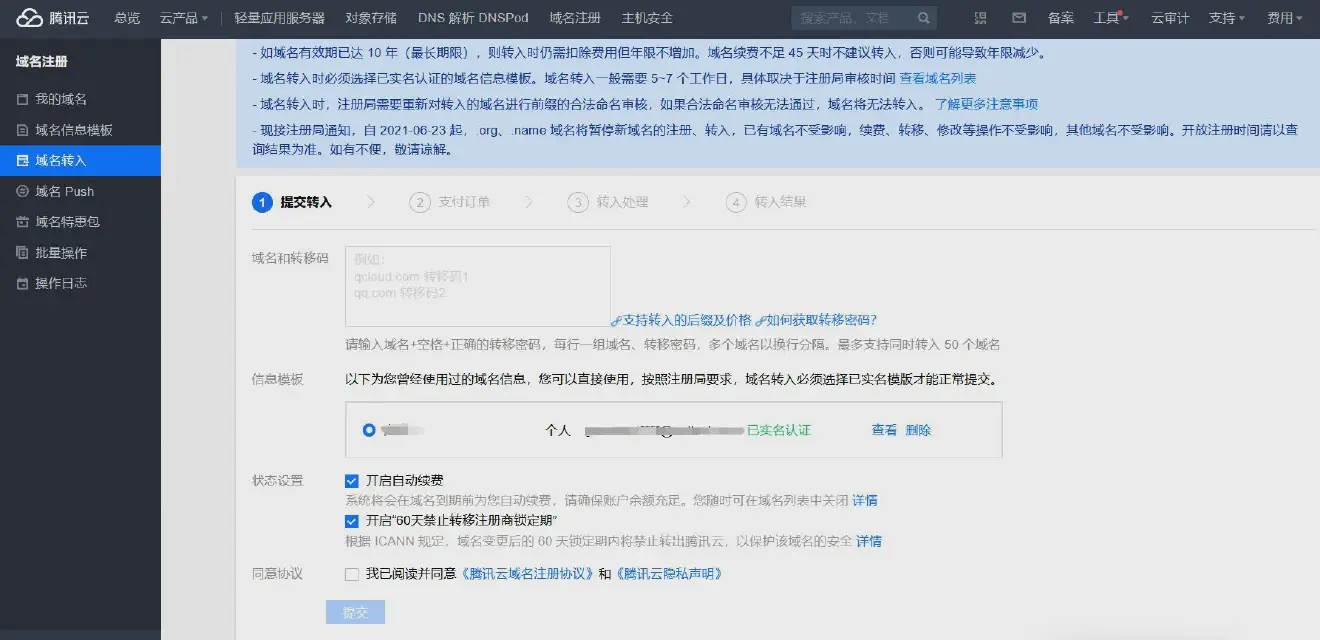 腾讯云 总览 云产品 轻量应用服务器 对象存储 DNS 解析 DNSPod 域名注册 主机安全 搜索产品、文档 备案 工具 云审计 支持 费用
域名注册
我的域名
域名信息模板
域名转入
域名 Push
域名特惠包
批量操作
操作日志
- 如域名有效期已达 10 年（最长期限），则转入时仍需扣除费用但年限不增加。域名续费不足 45 天时不建议转入，否则可能导致年限减少。
- 域名转入时必须选择已实名认证的域名信息模板。域名转入一般需要 5~7 个工作日，具体取决于注册局审核时间 查看域名列表
- 域名转入时，注册局需要重新对转入的域名进行前缀的合法命名审核，如果合法命名审核无法通过，域名将无法转入。 了解更多注意事项
- 现接注册局通知，自 2021-06-23 起，.org、.name 域名将暂停新域名的注册、转入，已有域名不受影响，续费、转移、修改等操作不受影响，其他域名不受影响。开放注册时间请以查
询结果为准。如有不便，敬请谅解。
1 提交转入 2 支付订单 3 转入处理 4 转入结果
域名和转移码
例如：
qcloud.com 转移码1
qq.com 转移码2
支持转入的后缀及价格 如何获取转移密码?
请输入域名+空格+正确的转移密码，每行一组域名、转移密码，多个域名以换行分隔。最多支持同时转入 50 个域名
信息模板 以下为您曾经使用过的域名信息，您可以直接使用，按照注册局要求，域名转入必须选择已实名模版才能正常提交。
个人 已实名认证 查看 删除
状态设置 开启自动续费
系统将会在域名到期前为您自动续费，请确保账户余额充足。您随时可在域名列表中关闭 详情
开启“60天禁止转移注册商锁定期”
根据 ICANN 规定，域名变更后的 60 天锁定期内将禁止转出腾讯云，以保护该域名的安全 详情
同意协议 我已阅读并同意《腾讯云域名注册协议》和《腾讯云隐私声明》
提交